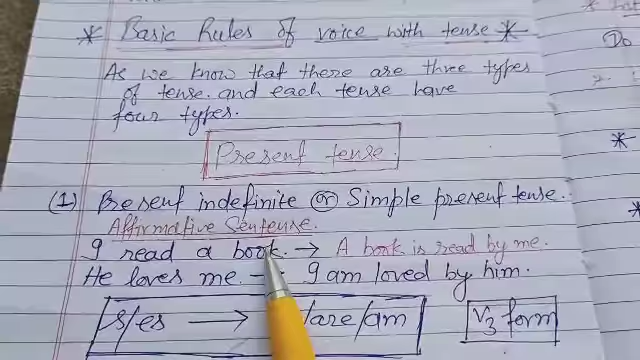 * Basic Rules of voice with tense *
As we know that there are three types
of tense. and each tense have
four types.
Present tense.
(1) Present indefinite or Simple present tense.
Affirmative Sentense.
I read a book. → A book is read by me.
He loves me → I am loved by him.
s/es → /are/am V3 form
Do